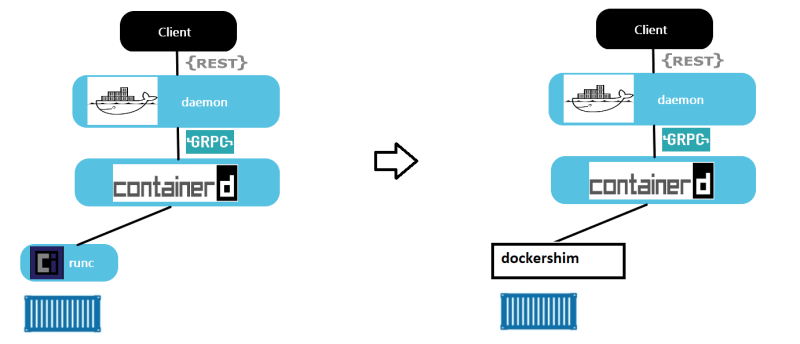 Client
{REST}
daemon
GRPC
containerd
runc
Client
{REST}
daemon
GRPC
containerd
dockershim